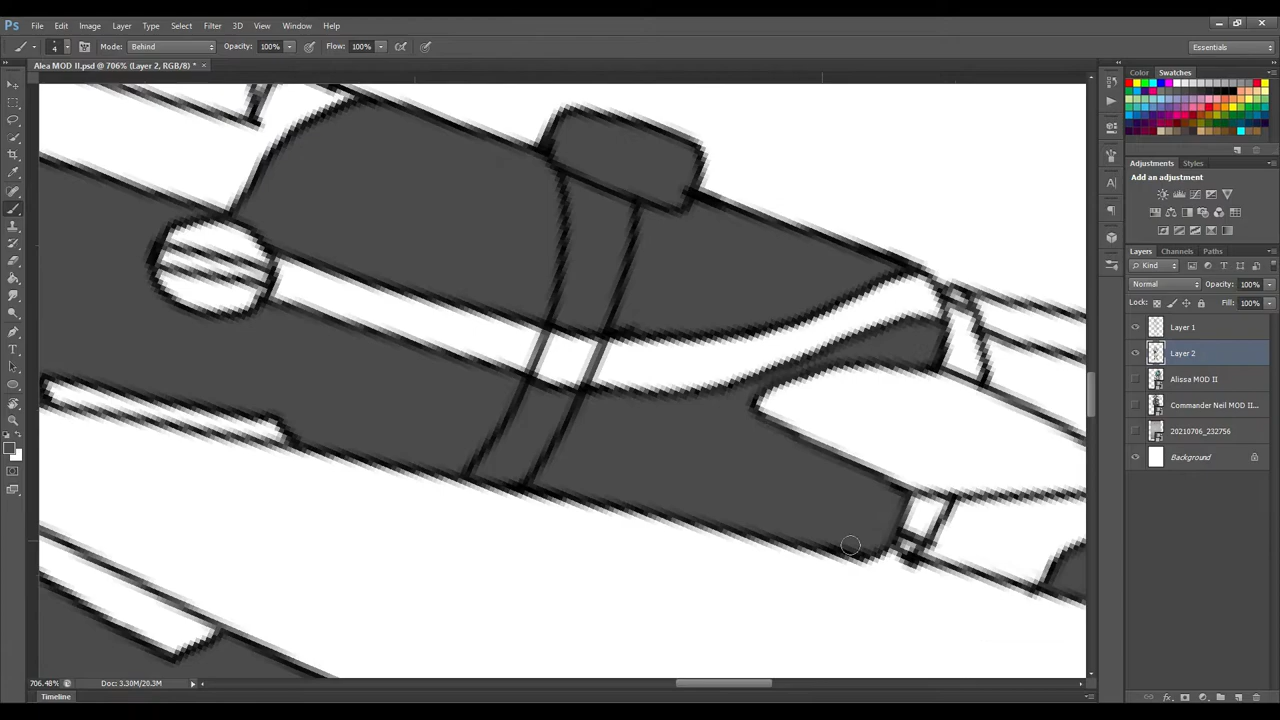 Ps File Edit Image Layer Type Select Filter 3D View Window Help
4 Mode: Behind Opacity: 100% Flow: 100% Essentials
Alea MOD II.psd @ 706% (Layer 2, RGB/8) * ×
Color Swatches
Adjustments Styles
Add an adjustment
Layers Channels Paths
Kind
Normal Opacity: 100%
Lock: Fill: 100%
Layer 1
Layer 2
Alissa MOD II
Commander Neil MOD II...
20210706_232756
Background
706.48% Doc: 3.30M/20.3M
Timeline